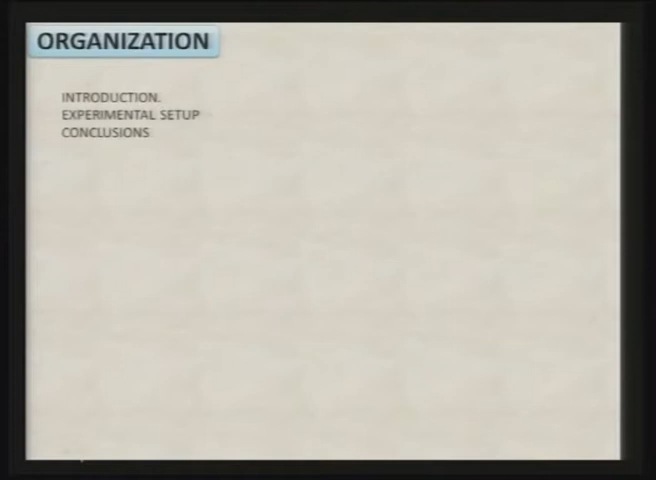 ORGANIZATION
INTRODUCTION.
EXPERIMENTAL SETUP
CONCLUSIONS